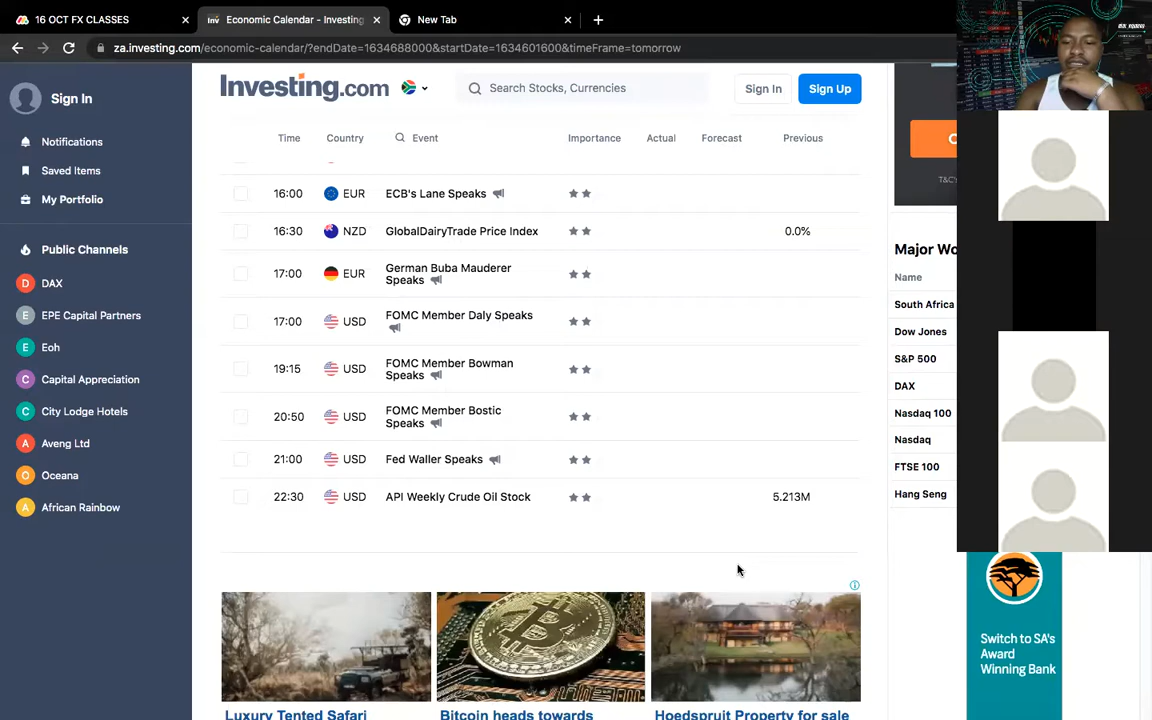 16 OCT FX CLASSES
Economic Calendar - Investing
New Tab
za.investing.com/economic-calendar/?endDate=1634688000&startDate=1634601600&timeFrame=tomorrow
Sign In
Notifications
Saved Items
My Portfolio
Public Channels
D DAX
E EPE Capital Partners
E Eoh
C Capital Appreciation
C City Lodge Hotels
A Aveng Ltd
O Oceana
A African Rainbow
Investing.com
Search Stocks, Currencies
Sign In
Sign Up
Time Country Event Importance Actual Forecast Previous
16:00 EUR ECB's Lane Speaks
16:30 NZD GlobalDairyTrade Price Index 0.0%
17:00 EUR German Buba Mauderer
Speaks
17:00 USD FOMC Member Daly Speaks
19:15 USD FOMC Member Bowman
Speaks
20:50 USD FOMC Member Bostic
Speaks
21:00 USD Fed Waller Speaks
22:30 USD API Weekly Crude Oil Stock 5.213M
Luxury Tented Safari
Bitcoin heads towards
Hoedspruit Property for sale
T&C's
Major Wo
Name
South Africa
Dow Jones
S&P 500
DAX
Nasdaq 100
Nasdaq
FTSE 100
Hang Seng
Switch to SA's
Award
Winning Bank